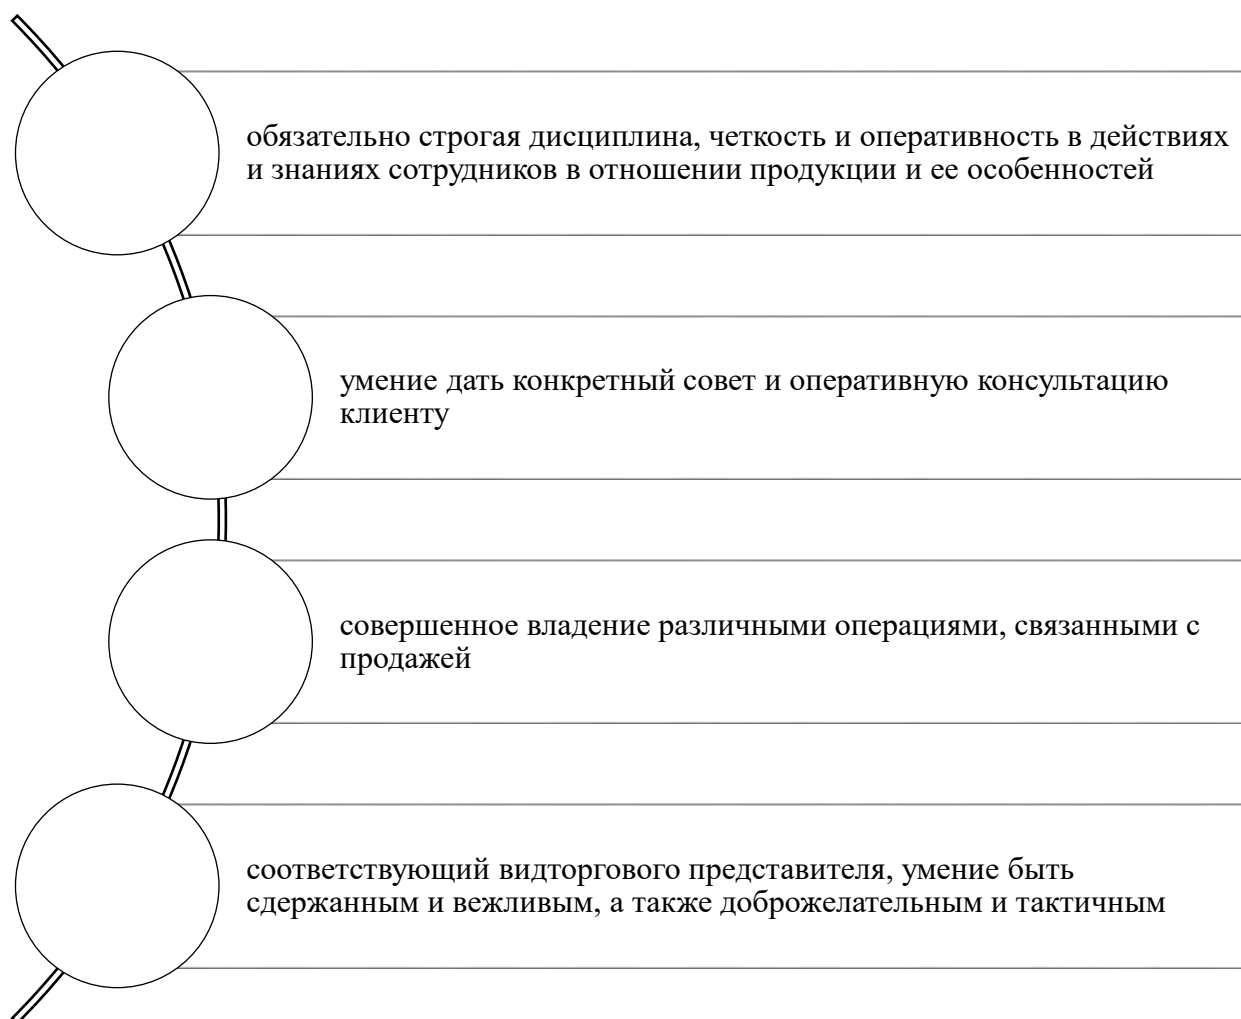 обязательно строгая дисциплина, четкость и оперативность в действиях
и знаниях сотрудников в отношении продукции и ее особенностей
умение дать конкретный совет и оперативную консультацию
клиенту
совершенное владение различными операциями, связанными с
продажей
соответствующий видторгового представителя, умение быть
сдержанным и вежливым, а также доброжелательным и тактичным